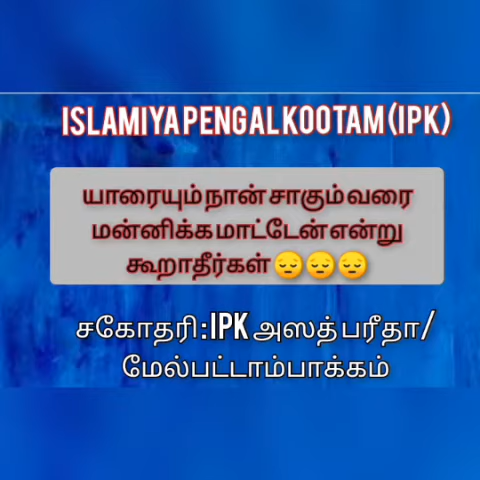 ISLAMIYA PENGAL KOOTAM (IPK)
யாரையும் நான் சாகும் வரை
மன்னிக்க மாட்டேன் என்று
கூறாதீர்கள் 😔😔😔
சகோதரி : IPK அஸத் பரீதா/
மேல்பட்டாம்பாக்கம்